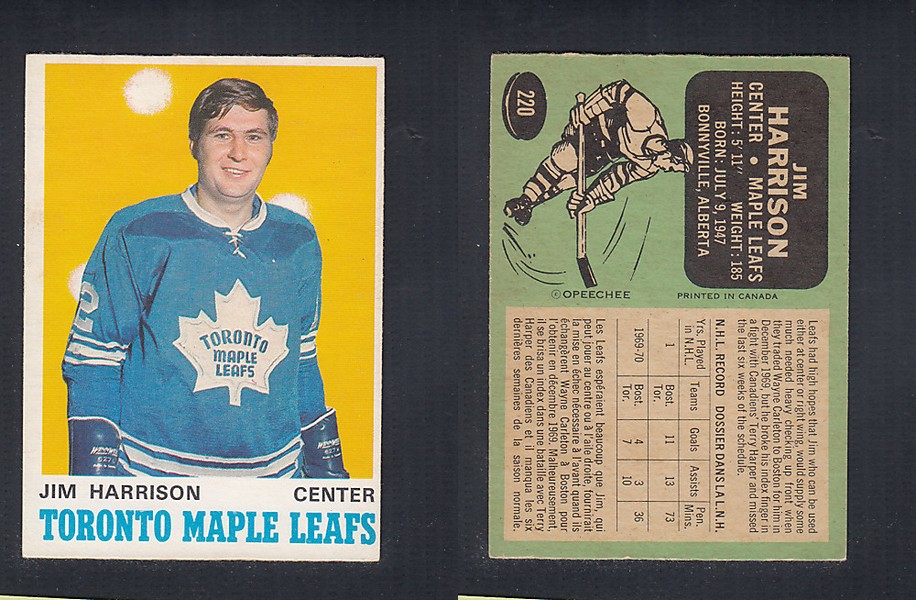 TORONTO
MAPLE
LEAFS
JIM HARRISON CENTER
TORONTO MAPLE LEAFS
220
JIM
HARRISON
CENTER • MAPLE LEAFS
HEIGHT: 5' 11" WEIGHT: 185
BORN: JULY 9, 1947
BONNYVILLE, ALBERTA
© OPEECHEE PRINTED IN CANADA
Leafs had high hopes that Jim, who can be used
either at center or right wing, would supply some
much needed heavy checking up front when
they traded Wayne Carleton to Boston for him in
December 1969, but he broke his index finger in
a fight with Canadiens' Terry Harper and missed
the last six weeks of the schedule.
N.H.L. RECORD DOSSIER DANS LA L.N.H.
Yrs. Played in N.H.L. Teams Goals Assists Pen. Mins.
1 Bost. Tor. 11 13 73
1969-70 Bost. 4 3 36
Tor. 7 10
Les Leafs espéraient beaucoup que Jim, qui
peut jouer au centre ou à l'aile droite, fournirait
la mise en échec nécessaire à l'avant quand ils
échangèrent Wayne Carleton à Boston pour
l'obtenir en décembre 1969. Malheureusement,
il se brisa un index dans une bataille avec Terry
Harper des Canadiens et il manqua les six
dernières semaines de la saison normale.